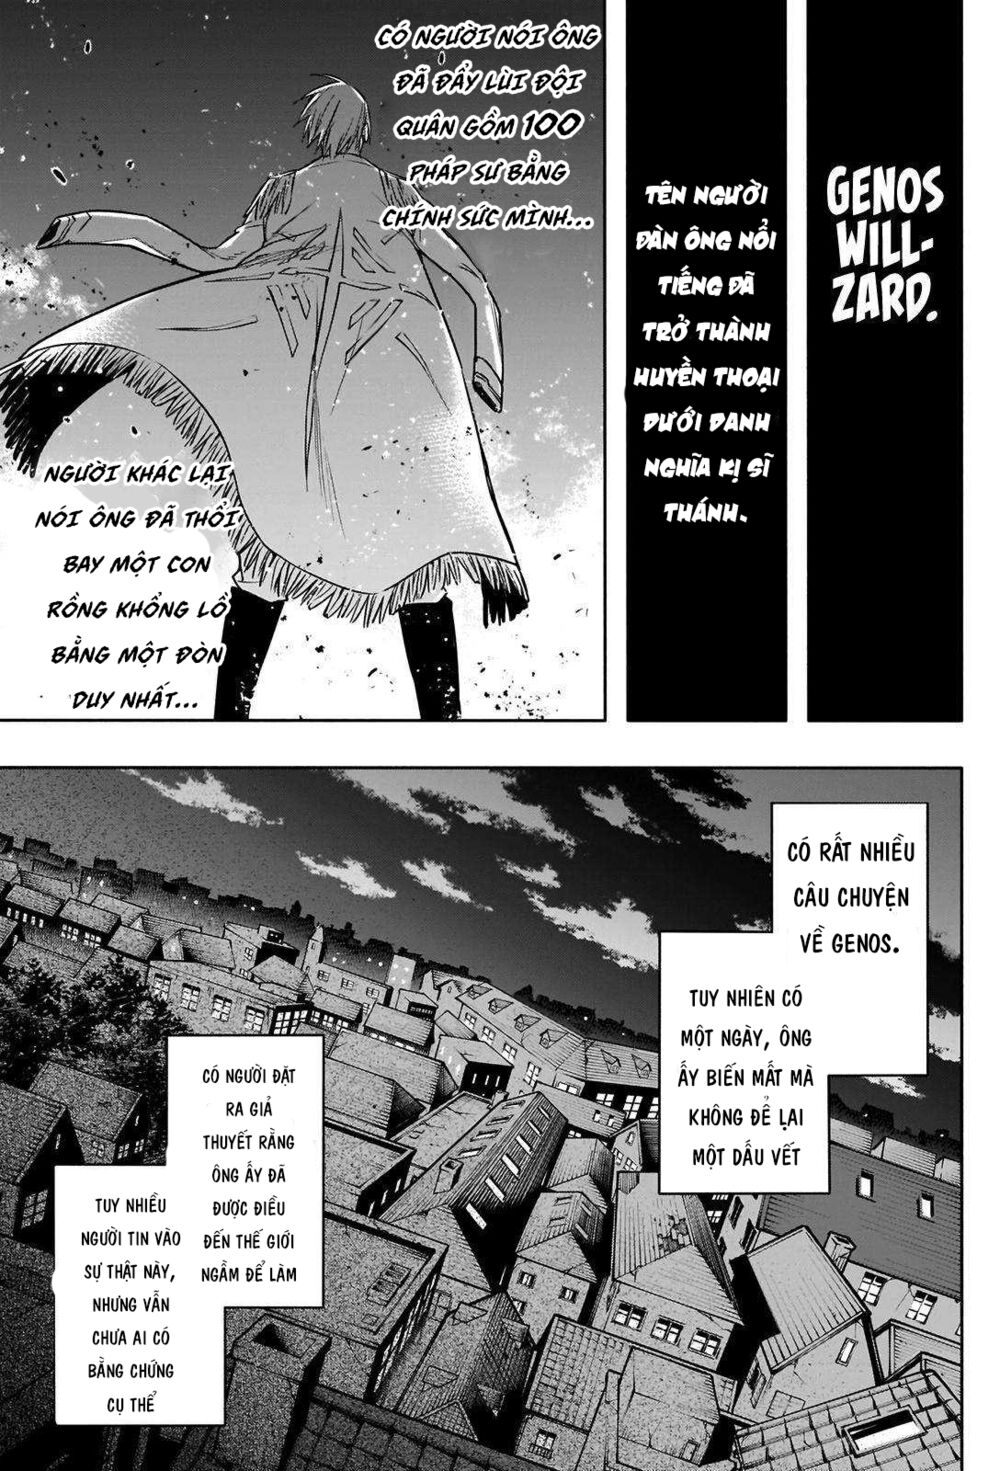 GENOS
WILL-
ZARD.
TÊN NGƯỜI
ĐÀN ÔNG NỔI
TIẾNG ĐÃ
TRỞ THÀNH
HUYỀN THOẠI
DƯỚI DANH
NGHĨA KỊ SĨ
THÁNH.
CÓ NGƯỜI NÓI ÔNG
ĐÃ ĐẨY LÙI ĐỘI
QUÂN GỒM 100
PHÁP SƯ BẰNG
CHÍNH SỨC MÌNH...
NGƯỜI KHÁC LẠI
NÓI ÔNG ĐÃ THỔI
BAY MỘT CON
RỒNG KHỔNG LỒ
BẰNG MỘT ĐÒN
DUY NHẤT...
CÓ RẤT NHIỀU
CÂU CHUYỆN
VỀ GENOS.
TUY NHIÊN CÓ
MỘT NGÀY, ÔNG
ẤY BIẾN MẤT MÀ
KHÔNG ĐỂ LẠI
MỘT DẤU VẾT
CÓ NGƯỜI ĐẶT
RA GIẢ
THUYẾT RẰNG
ÔNG ẤY ĐÃ
ĐƯỢC ĐIỀU
ĐẾN THẾ GIỚI
NGẦM ĐỂ LÀM
TUY NHIỀU
NGƯỜI TIN VÀO
SỰ THẬT NÀY,
NHƯNG VẪN
CHƯA AI CÓ
BẰNG CHỨNG
CỤ THỂ